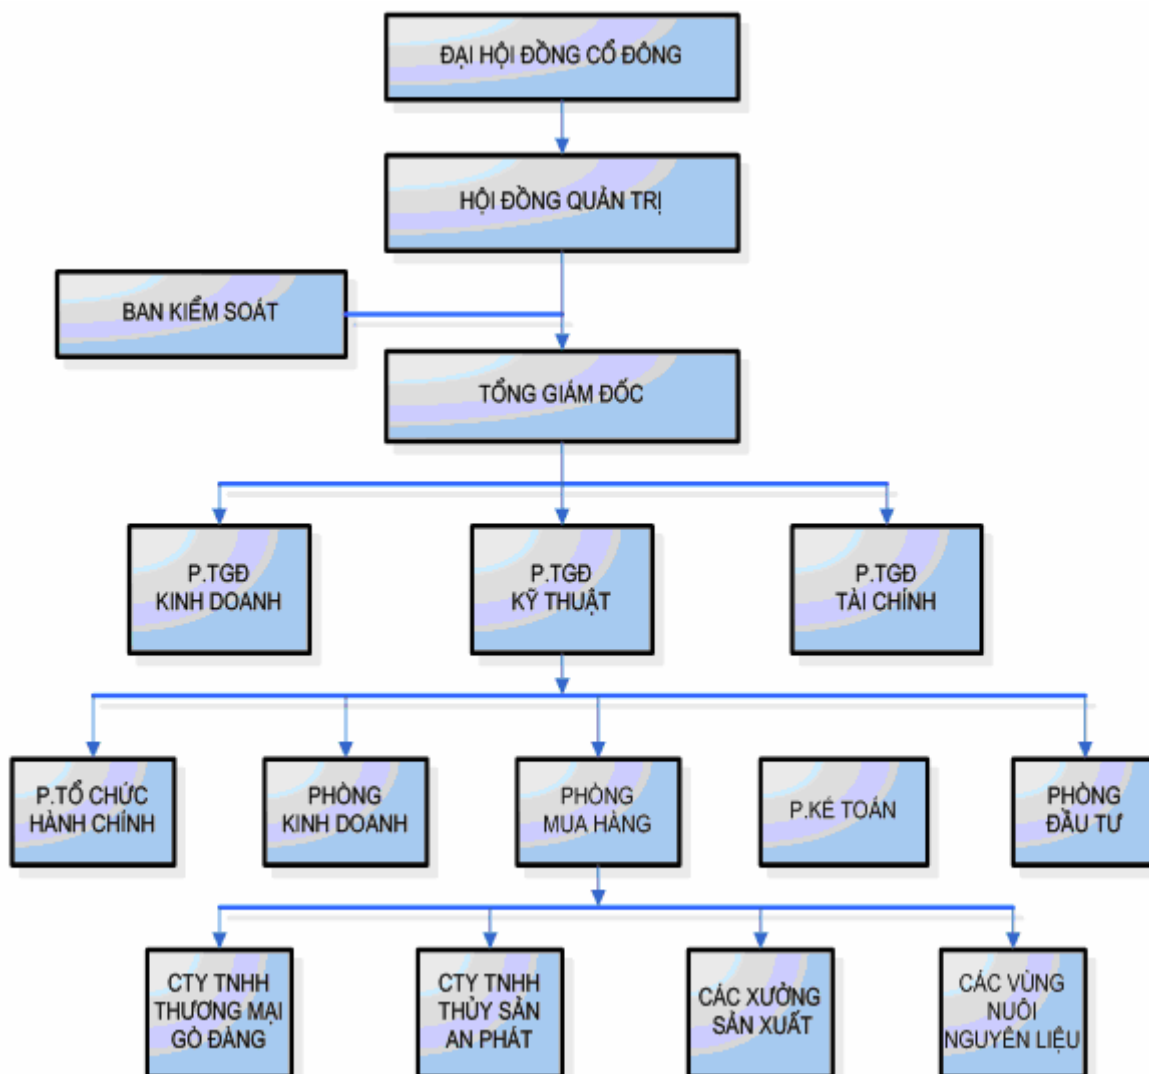 ĐẠI HỘI ĐỒNG CỔ ĐÔNG
HỘI ĐỒNG QUẢN TRỊ
BAN KIỂM SOÁT
TỔNG GIÁM ĐỐC
P.TGĐ
KINH DOANH
P.TGĐ
KỸ THUẬT
P.TGĐ
TÀI CHÍNH
P.TỔ CHỨC
HÀNH CHÍNH
PHÒNG
KINH DOANH
PHÒNG
MUA HÀNG
P.KẾ TOÁN
PHÒNG
ĐẦU TƯ
CTY TNHH
THƯƠNG MẠI
GÒ ĐÀNG
CTY TNHH
THỦY SẢN
AN PHÁT
CÁC XƯỞNG
SẢN XUẤT
CÁC VÙNG
NUÔI
NGUYÊN LIỆU